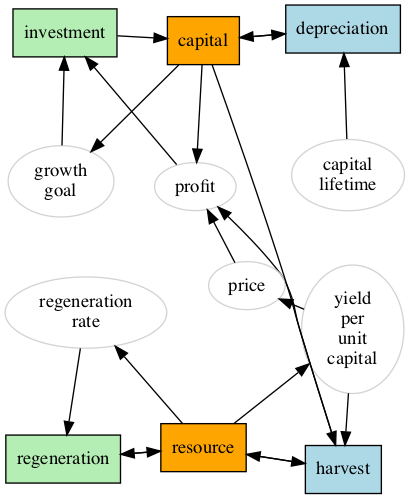 investment
capital
depreciation
growth
goal
profit
capital
lifetime
price
regeneration
rate
yield
per
unit
capital
regeneration
resource
harvest